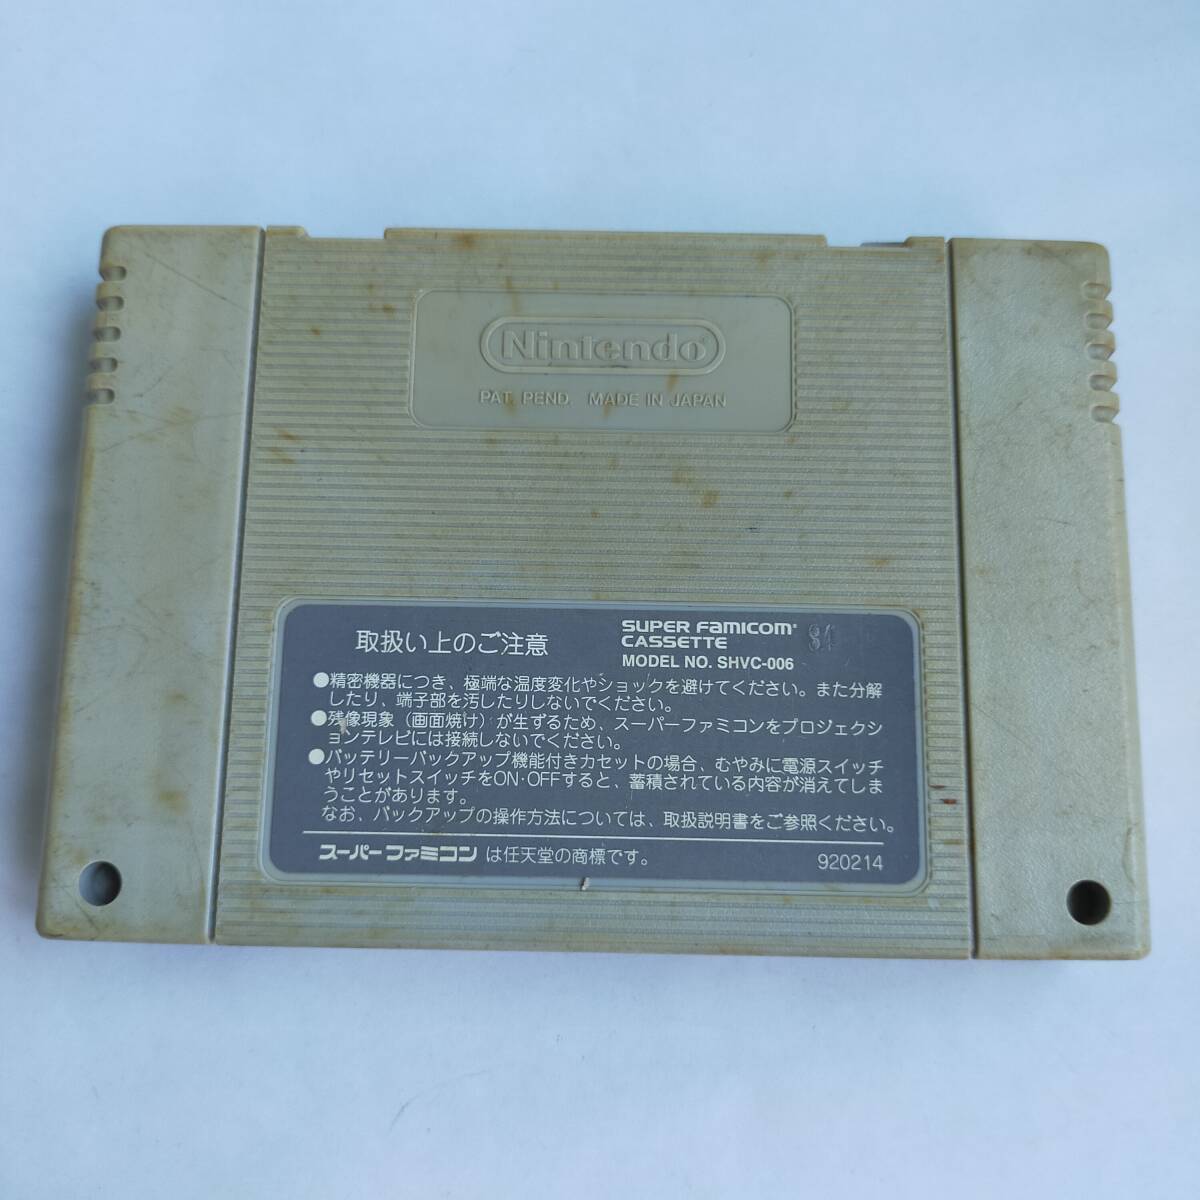 Nintendo
PAT. PEND. MADE IN JAPAN
取扱い上のご注意
SUPER FAMICOM
CASSETTE
MODEL NO. SHVC-006
●精密機器につき、極端な温度変化やショックを避けてください。また分解
したり、端子部を汚したりしないでください。
●残像現象（画面焼け）が生ずるため、スーパーファミコンをプロジェクシ
ョンテレビには接続しないでください。
●バッテリーバックアップ機能付きカセットの場合、むやみに電源スイッチ
やリセットスイッチをON・OFFすると、蓄積されている内容が消えてしま
うことがあります。
なお、バックアップの操作方法については、取扱説明書をご参照ください。
スーパーファミコン は任天堂の商標です。
920214